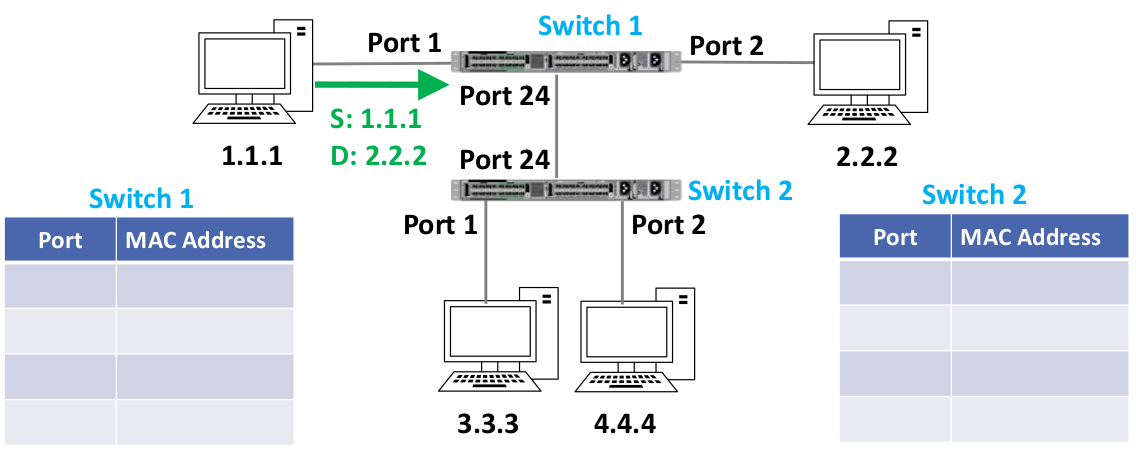 Switch 1
Port 1
Port 2
Port 24
S: 1.1.1
D: 2.2.2
1.1.1
2.2.2
Port 24
Switch 2
Port 1
Port 2
Switch 1
Port MAC Address
Switch 2
Port MAC Address
3.3.3
4.4.4